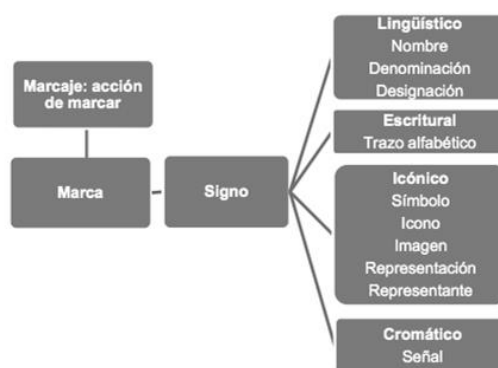 Marcaje: acción
de marcar
Marca
Signo
Lingüístico
Nombre
Denominación
Designación
Escritural
Trazo alfabético
Icónico
Símbolo
Icono
Imagen
Representación
Representante
Cromático
Señal